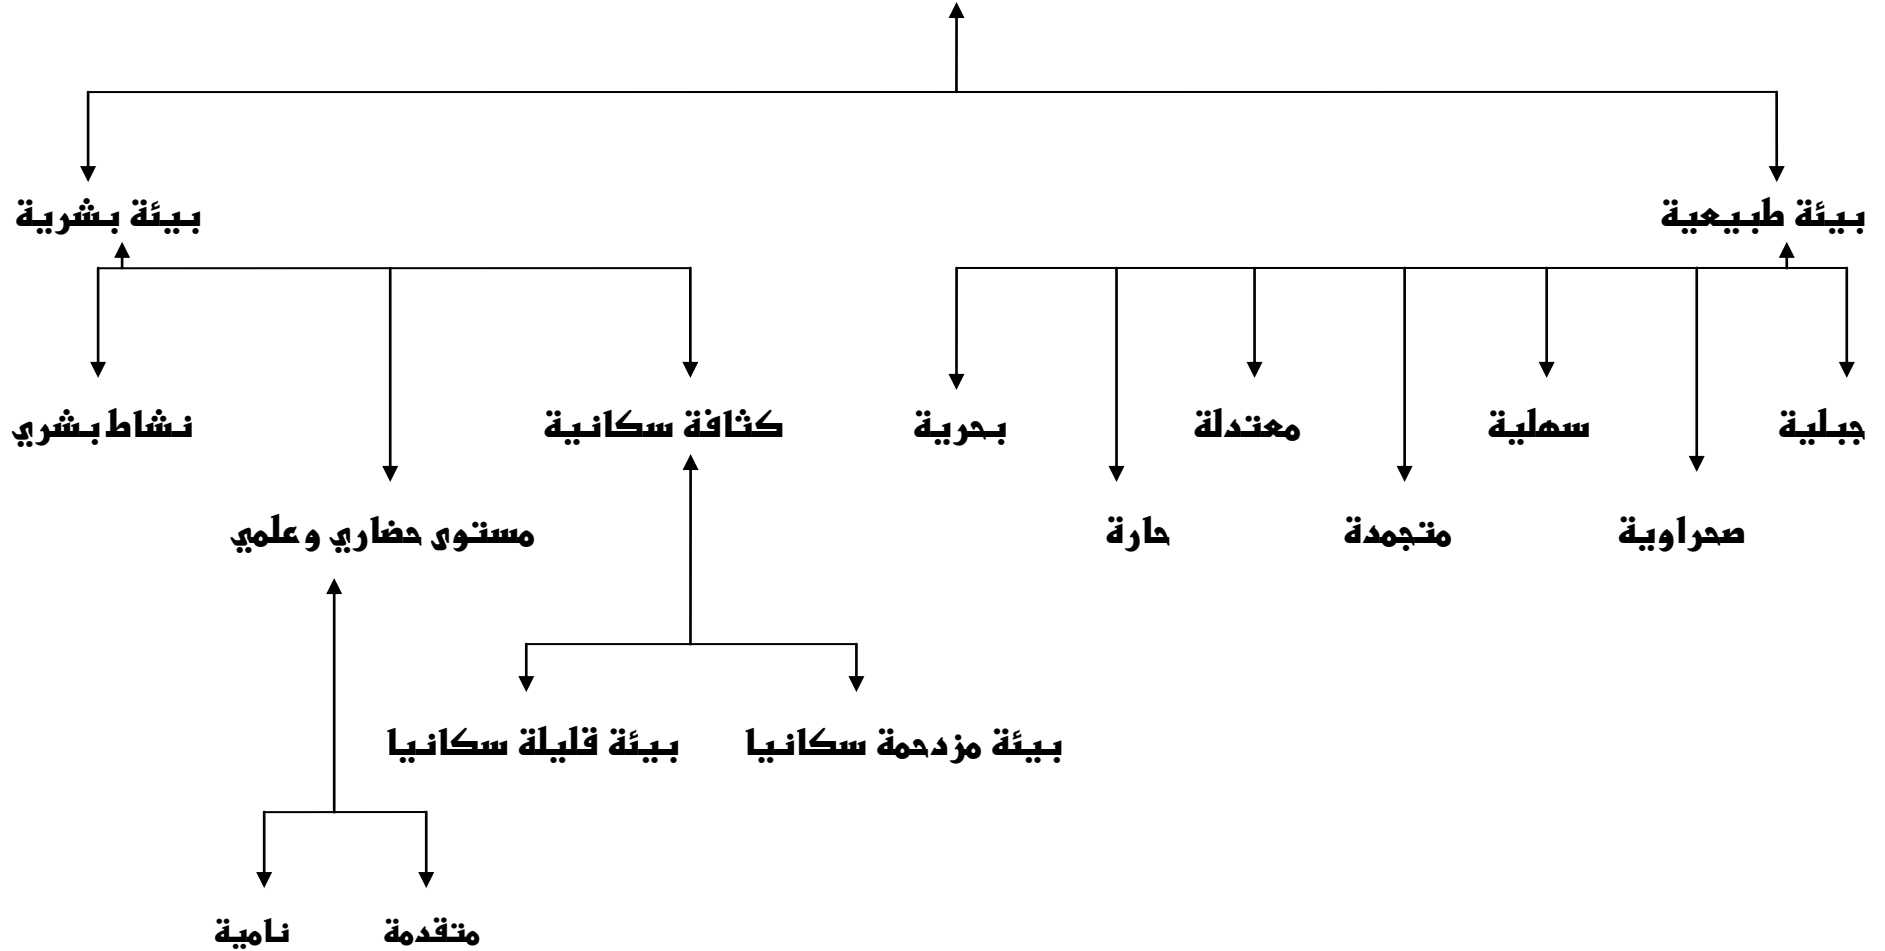 بيئة طبيعية
بيئة بشرية
جبلية
سهلية
معتدلة
بحرية
كثافة سكانية
نشاط بشري
صحراوية
متجمدة
حارة
مستوى حضاري وعلمي
بيئة مزدحمة سكانيا
بيئة قليلة سكانيا
متقدمة
نامية